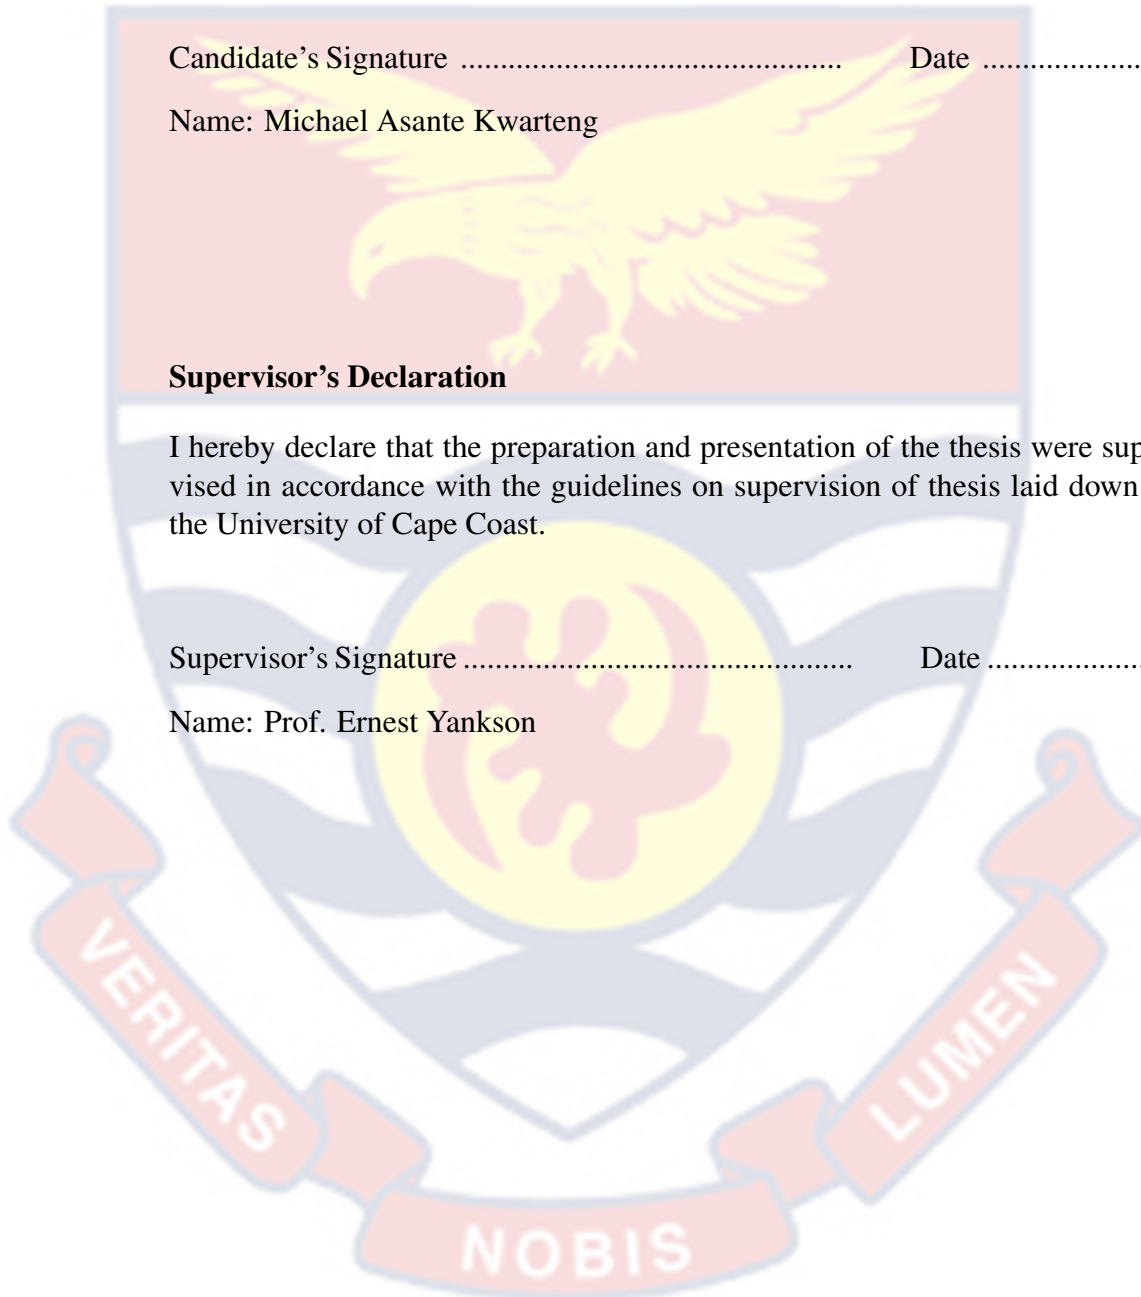 Candidate's Signature ............................................... Date ....................
Name: Michael Asante Kwarteng
Supervisor's Declaration
I hereby declare that the preparation and presentation of the thesis were sup
vised in accordance with the guidelines on supervision of thesis laid down
the University of Cape Coast.
Supervisor's Signature ................................................ Date ...................
Name: Prof. Ernest Yankson
VERITAS
NOBIS
LUMEN